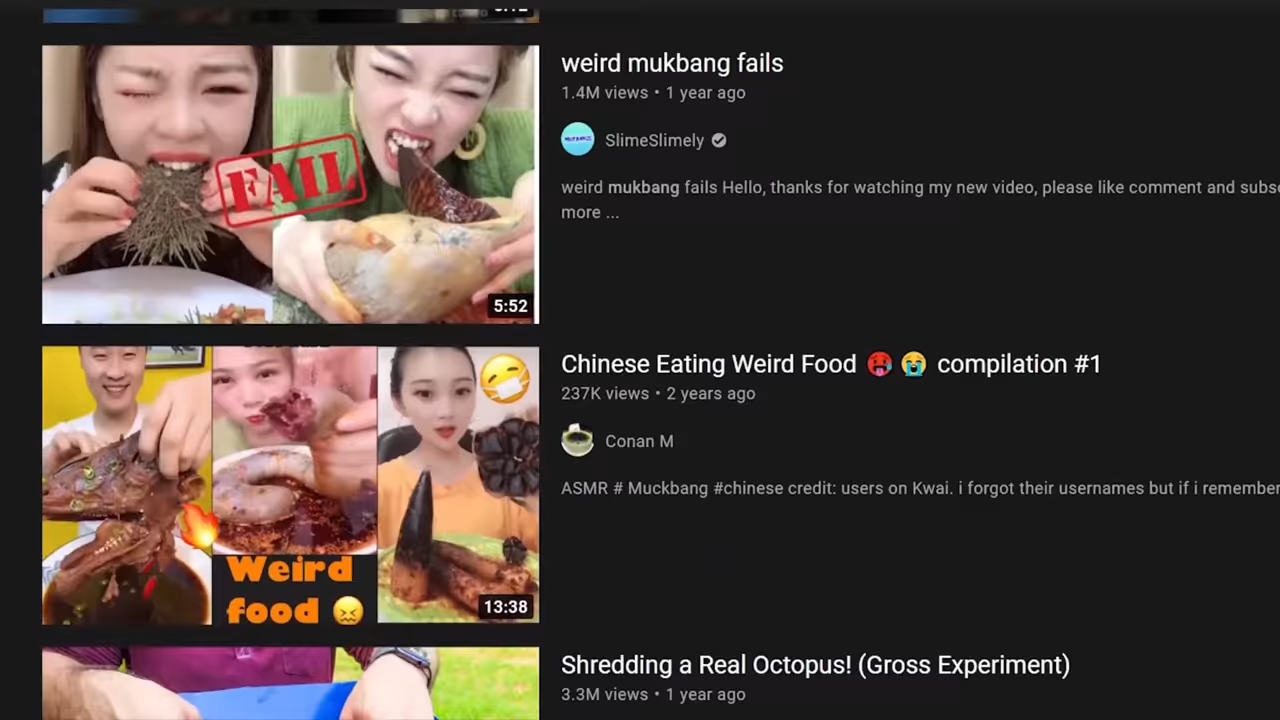 FAIL
5:52
weird mukbang fails
1.4M views • 1 year ago
SlimeSlimely
weird mukbang fails Hello, thanks for watching my new video, please like comment and subs
more ...
Weird
food
13:38
Chinese Eating Weird Food 🥵 😭 compilation #1
237K views • 2 years ago
Conan M
ASMR # Muckbang #chinese credit: users on Kwai. i forgot their usernames but if i remember
Shredding a Real Octopus! (Gross Experiment)
3.3M views • 1 year ago